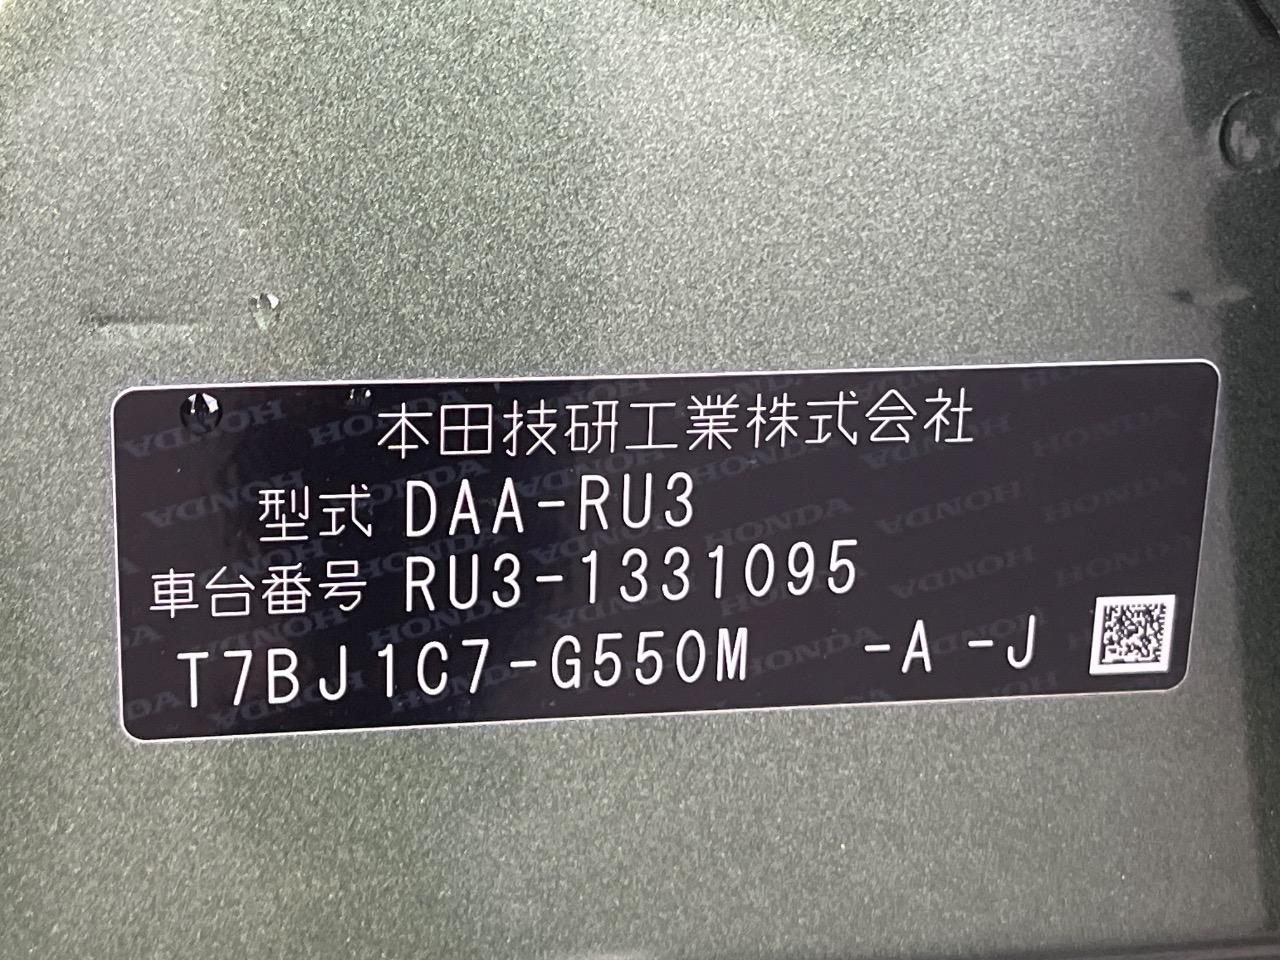 本田技研工業株式会社
型式 DAA-RU3
車台番号 RU3-1331095
T7BJ1C7-G550M -A -J